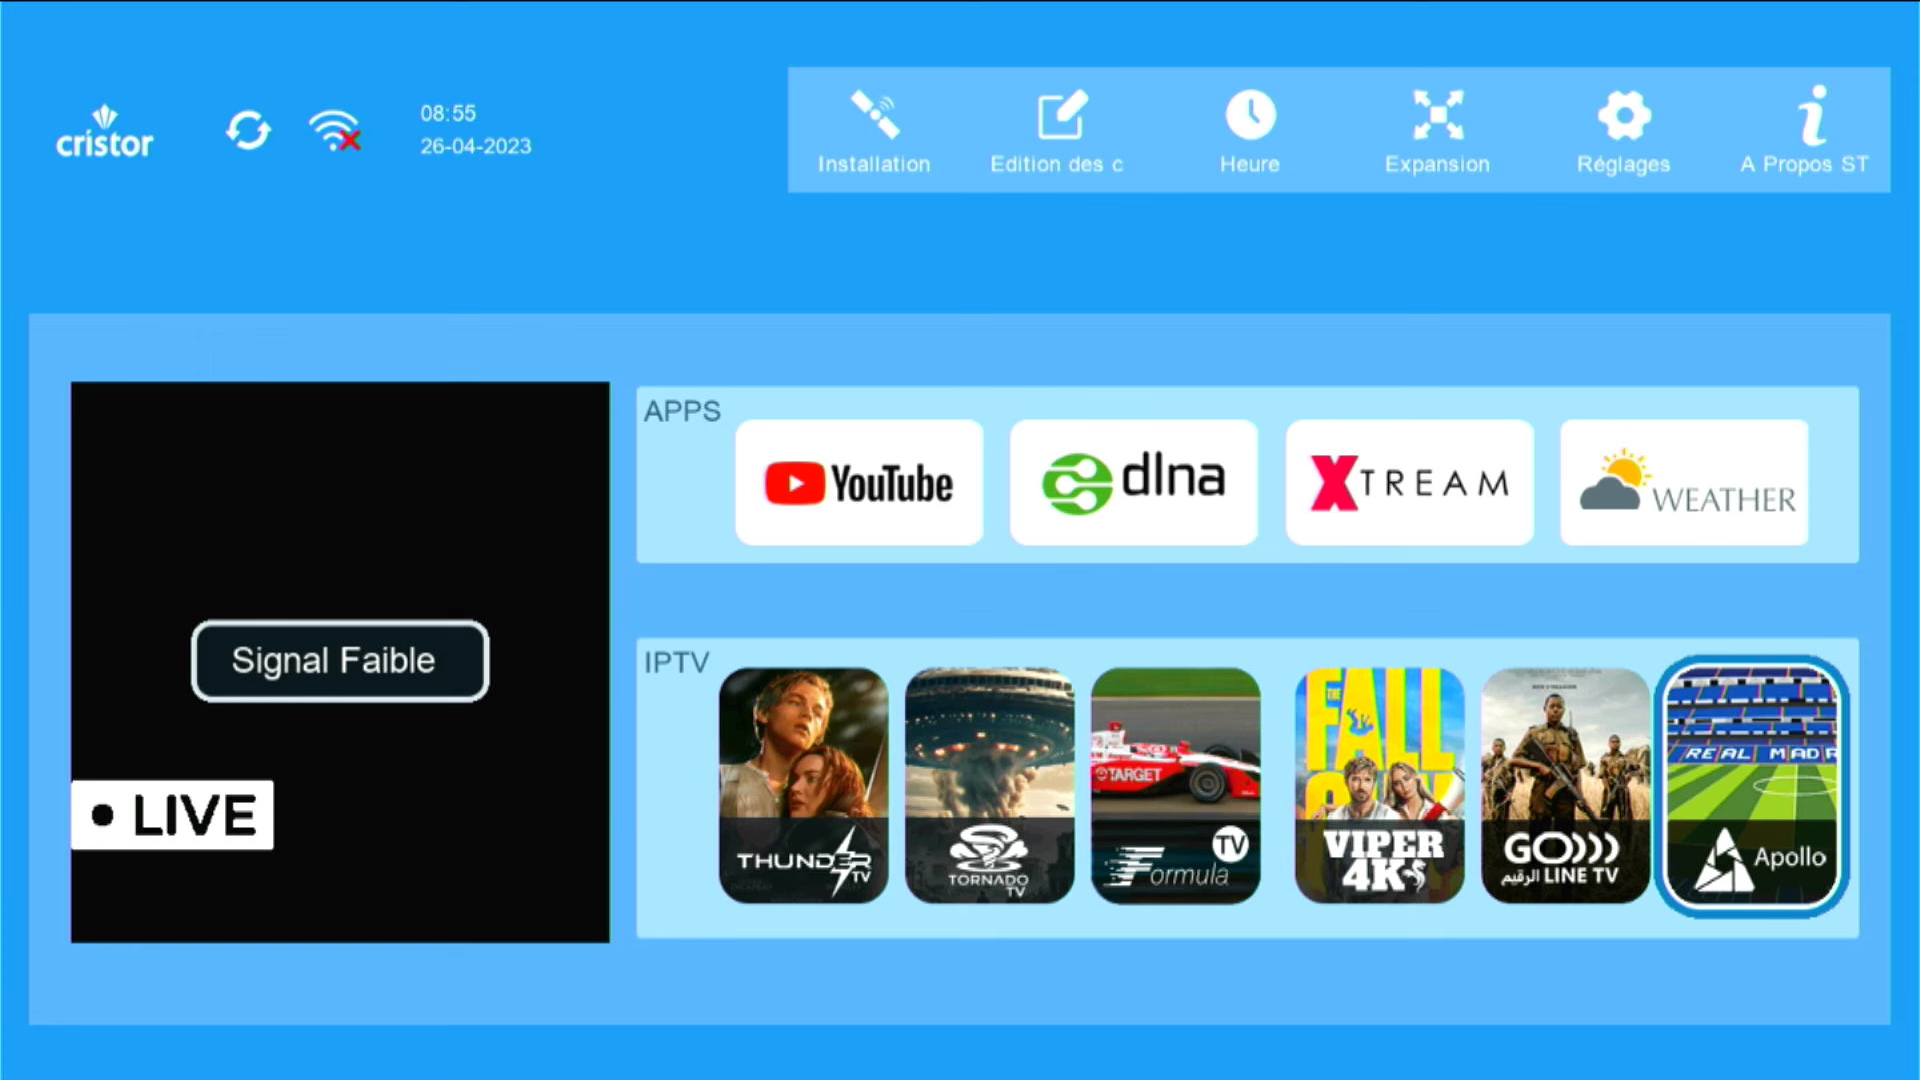 cristor
08:55
26-04-2023
Installation
Edition des c
Heure
Expansion
Réglages
A Propos ST
APPS
YouTube
dlna
XTREAM
WEATHER
Signal Faible
LIVE
IPTV
THUNDER
TV
TORNADO
TV
TARGET
TV
Formula
THE
FALL
VIPER
4K
GO
الرقيم LINE TV
REAL MADR
Apollo